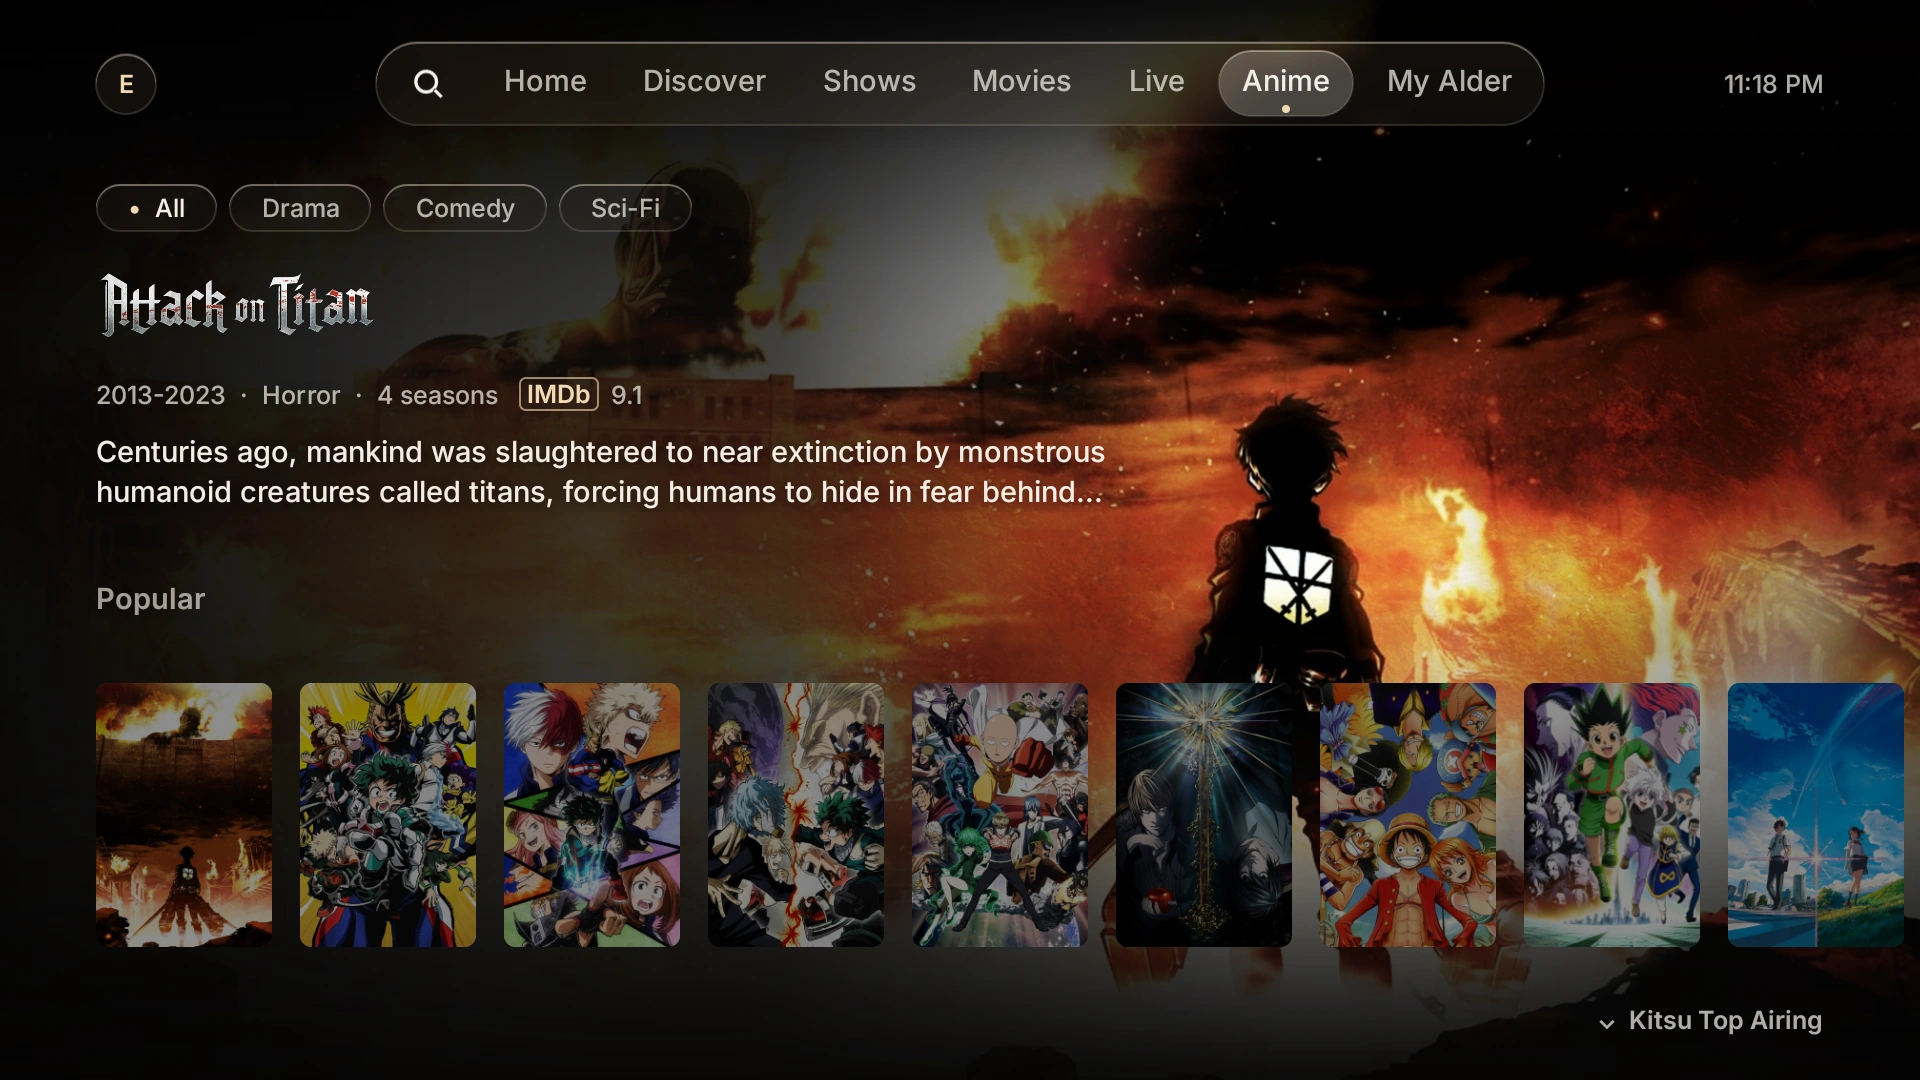 E
Home
Discover
Shows
Movies
Live
Anime
My Alder
11:18 PM
All
Drama
Comedy
Sci-Fi
Attack on Titan
2013-2023 · Horror · 4 seasons IMDb 9.1
Centuries ago, mankind was slaughtered to near extinction by monstrous
humanoid creatures called titans, forcing humans to hide in fear behind...
Popular
Kitsu Top Airing